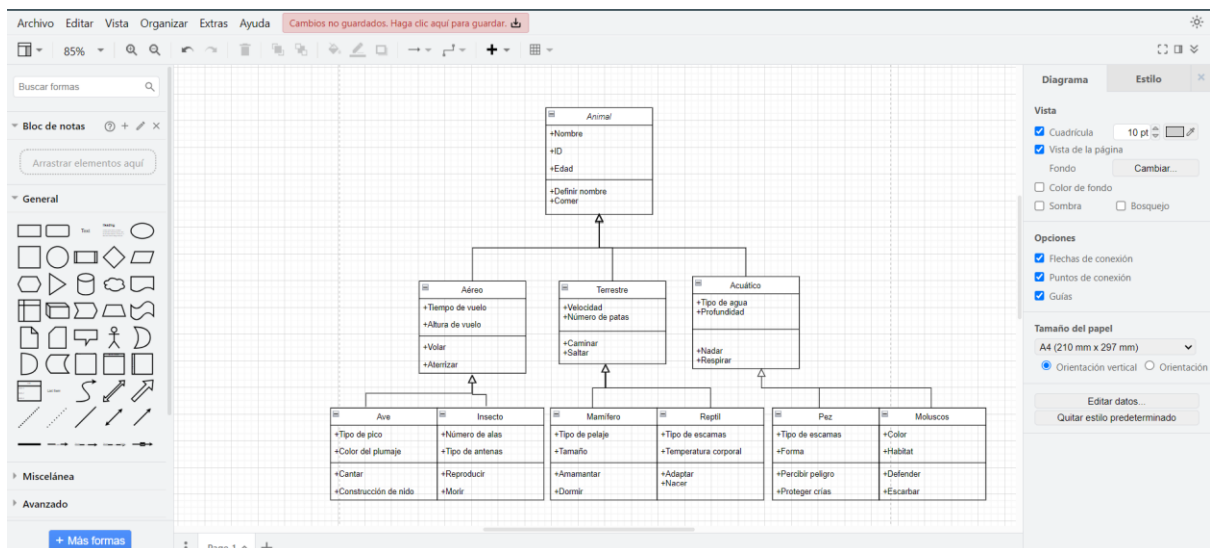 Archivo Editar Vista Organizar Extras Ayuda Cambios no guardados. Haga clic aquí para guardar.
85%
Buscar formas
Bloc de notas
Arrastrar elementos aquí
General
Text
Heading
Miscelánea
Avanzado
+ Más formas
Animal
+Nombre
+ID
+Edad
+Definir nombre
+Comer
Aéreo
+Tiempo de vuelo
+Altura de vuelo
+Volar
+Aterrizar
Terrestre
+Velocidad
+Número de patas
+Caminar
+Saltar
Acuático
+Tipo de agua
+Profundidad
+Nadar
+Respirar
Ave
+Tipo de pico
+Color del plumaje
+Cantar
+Construcción de nido
Insecto
+Número de alas
+Tipo de antenas
+Reproducir
+Morir
Mamífero
+Tipo de pelaje
+Tamaño
+Amamantar
+Dormir
Reptil
+Tipo de escamas
+Temperatura corporal
+Adaptar
+Nacer
Pez
+Tipo de escamas
+Forma
+Percibir peligro
+Proteger crías
Moluscos
+Color
+Habitat
+Defender
+Escarbar
Page-1
Diagrama Estilo
Vista
Cuadrícula 10 pt
Vista de la página
Fondo Cambiar...
Color de fondo
Sombra Bosquejo
Opciones
Flechas de conexión
Puntos de conexión
Guías
Tamaño del papel
A4 (210 mm x 297 mm)
Orientación vertical Orientación
Editar datos...
Quitar estilo predeterminado